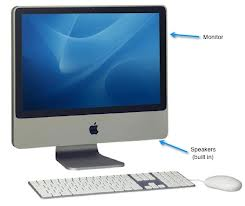 Monitor
Speakers
(built in)